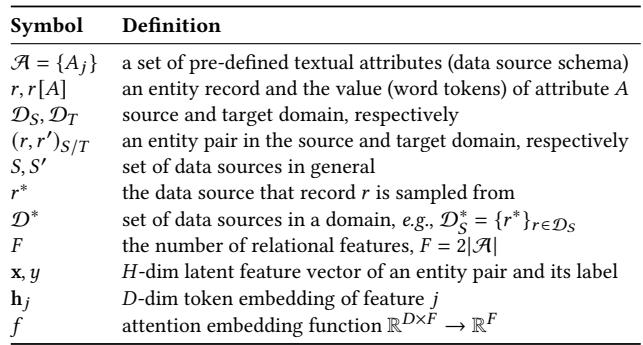 Symbol Definition
𝒜 = {A_j} a set of pre-defined textual attributes (data source schema)
r, r[A] an entity record and the value (word tokens) of attribute A
𝒟_S, 𝒟_T source and target domain, respectively
(r, r′)_{S/T} an entity pair in the source and target domain, respectively
S, S′ set of data sources in general
r* the data source that record r is sampled from
𝒟* set of data sources in a domain, e.g., 𝒟*_S = {r*}_{r∈𝒟_S}
F the number of relational features, F = 2|𝒜|
x, y H-dim latent feature vector of an entity pair and its label
h_j D-dim token embedding of feature j
f attention embedding function ℝ^{D×F} → ℝ^F